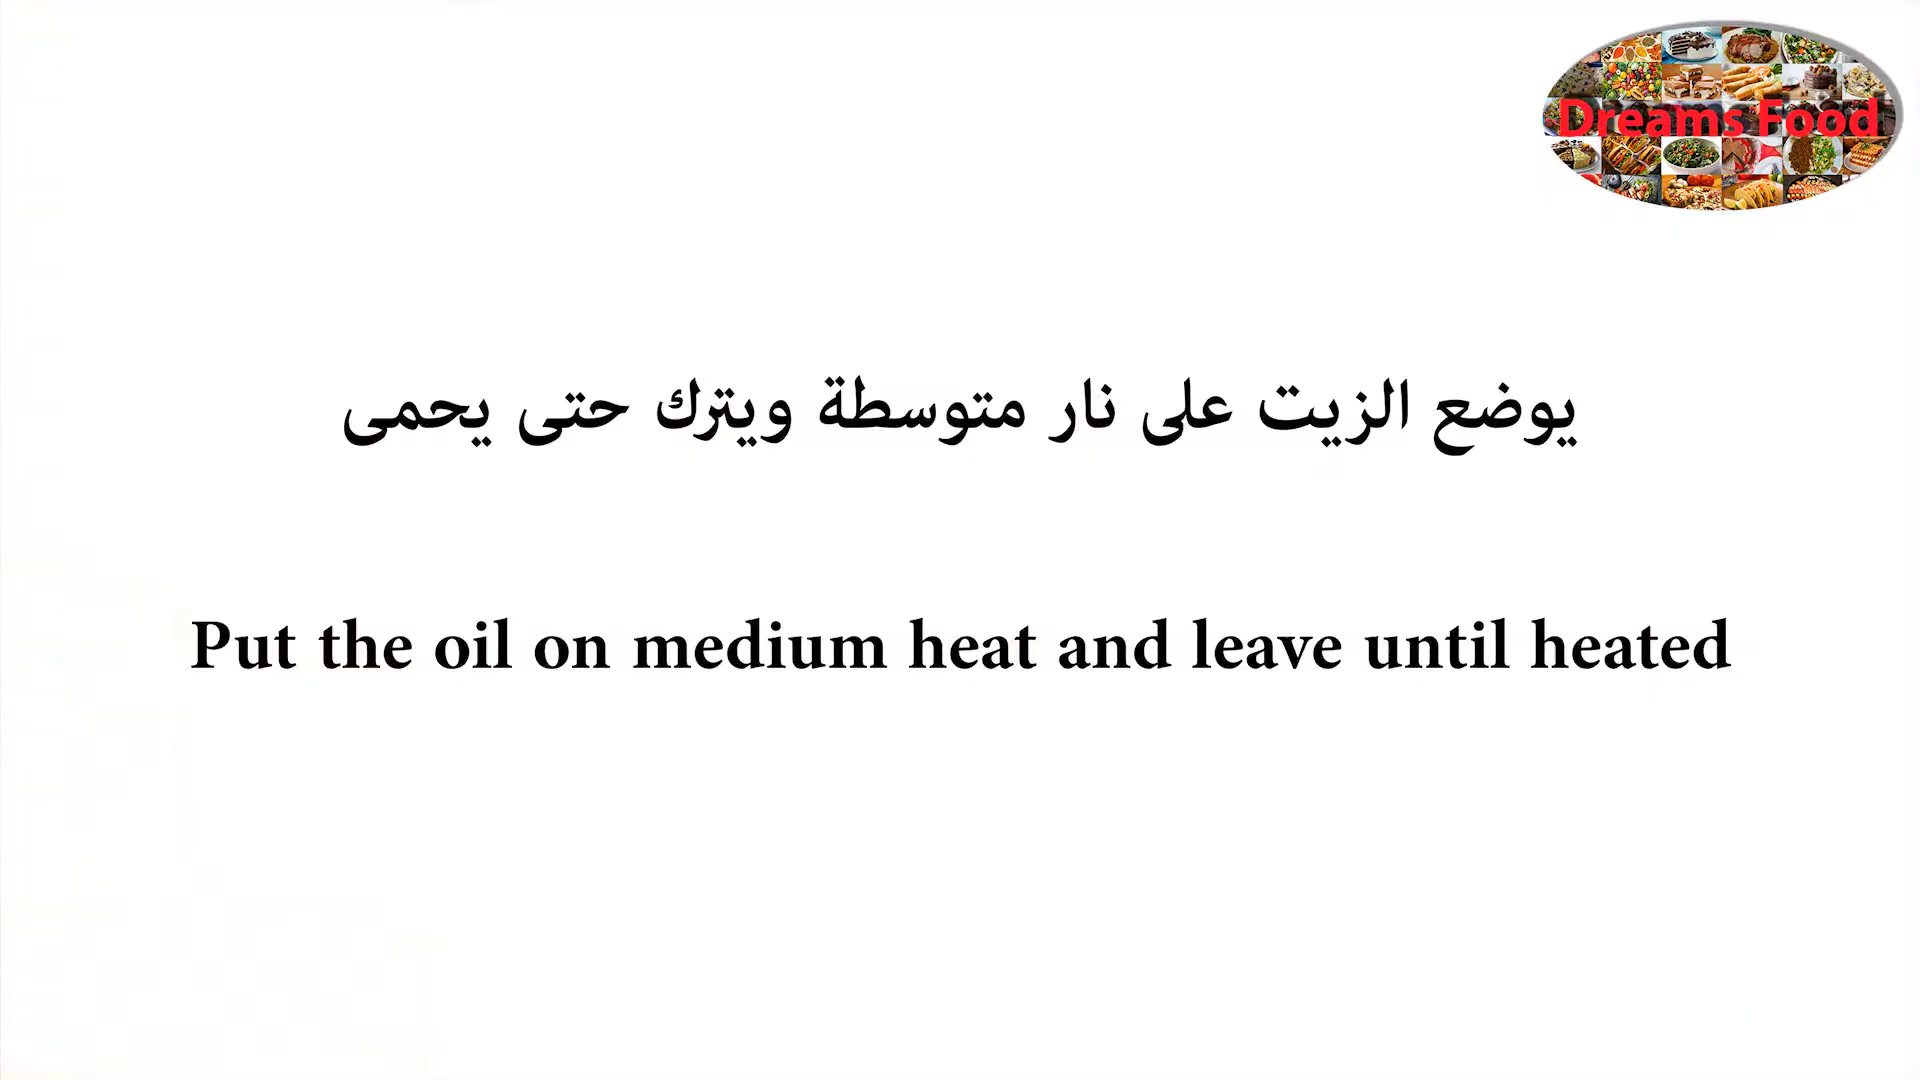 Dreams Food
يوضع الزيت على نار متوسطة ويترك حتى يحمى
Put the oil on medium heat and leave until heated